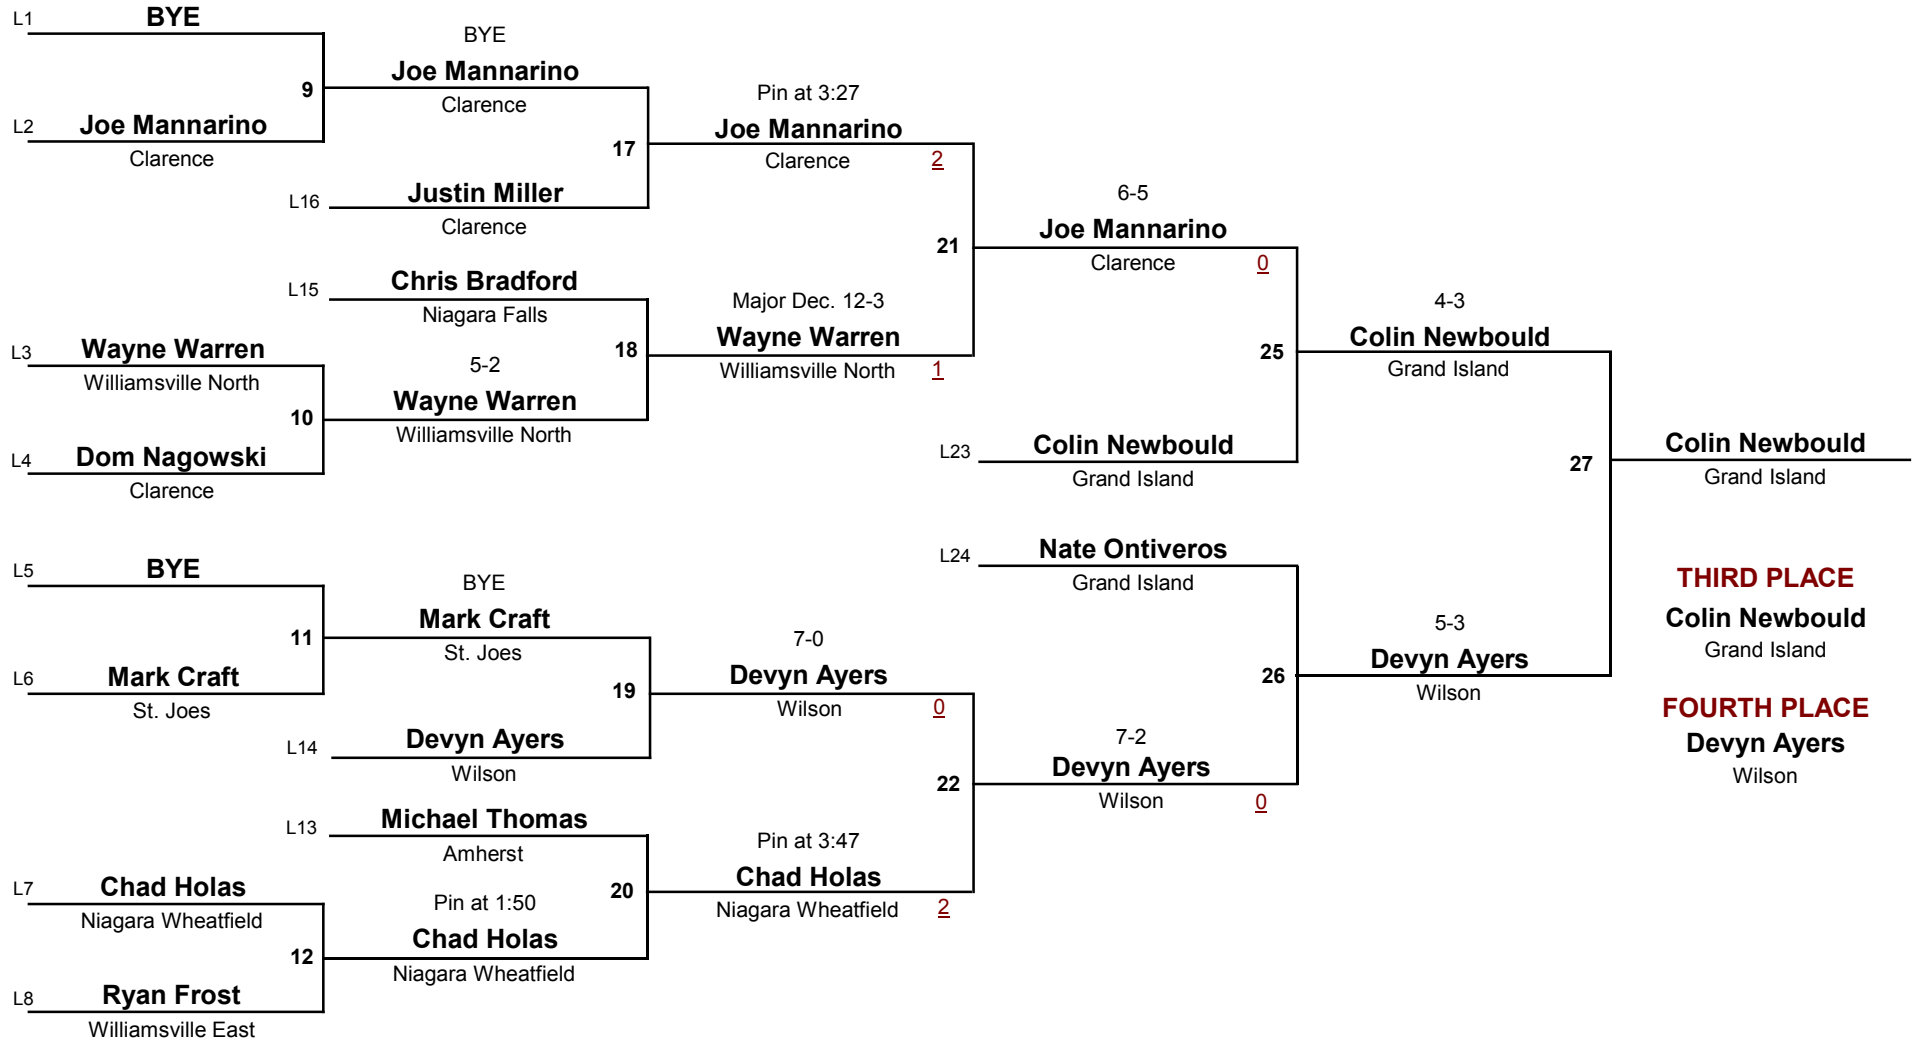 L1
BYE
9
L2
Joe Mannarino
Clarence
BYE
Joe Mannarino
Clarence
17
L16
Justin Miller
Clarence
Pin at 3:27
Joe Mannarino
Clarence
2
21
L15
Chris Bradford
Niagara Falls
18
L3
Wayne Warren
Williamsville North
10
L4
Dom Nagowski
Clarence
5-2
Wayne Warren
Williamsville North
Major Dec. 12-3
Wayne Warren
Williamsville North
1
6-5
Joe Mannarino
Clarence
0
25
L23
Colin Newbould
Grand Island
4-3
Colin Newbould
Grand Island
27
Colin Newbould
Grand Island
L5
BYE
11
L6
Mark Craft
St. Joes
BYE
Mark Craft
St. Joes
19
L14
Devyn Ayers
Wilson
7-0
Devyn Ayers
Wilson
0
22
L13
Michael Thomas
Amherst
20
L7
Chad Holas
Niagara Wheatfield
12
L8
Ryan Frost
Williamsville East
Pin at 1:50
Chad Holas
Niagara Wheatfield
Pin at 3:47
Chad Holas
Niagara Wheatfield
2
L24
Nate Ontiveros
Grand Island
26
7-2
Devyn Ayers
Wilson
0
5-3
Devyn Ayers
Wilson
THIRD PLACE
Colin Newbould
Grand Island
FOURTH PLACE
Devyn Ayers
Wilson